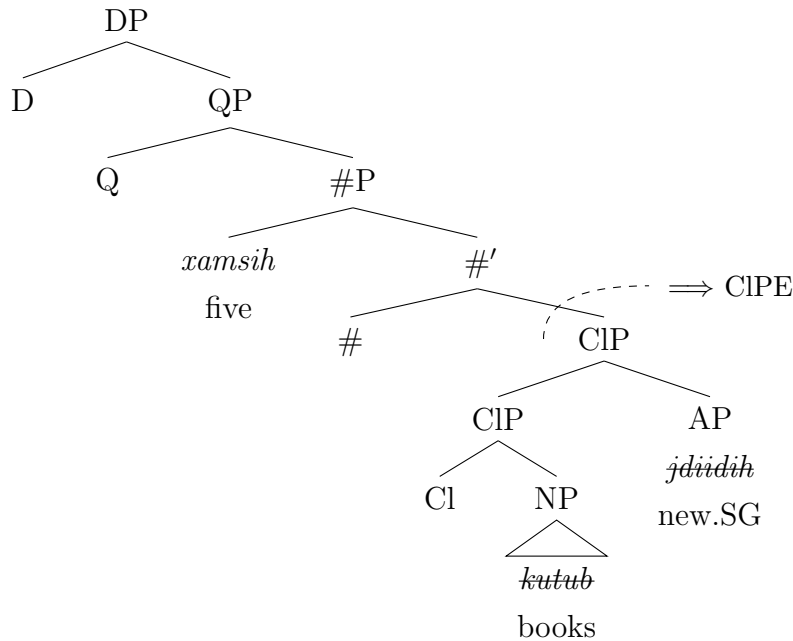 DP
D QP
Q #P
xamsih #′
five
⟹ ClPE
# ClP
ClP AP
jdiidih
Cl NP
new.SG
kutub
books